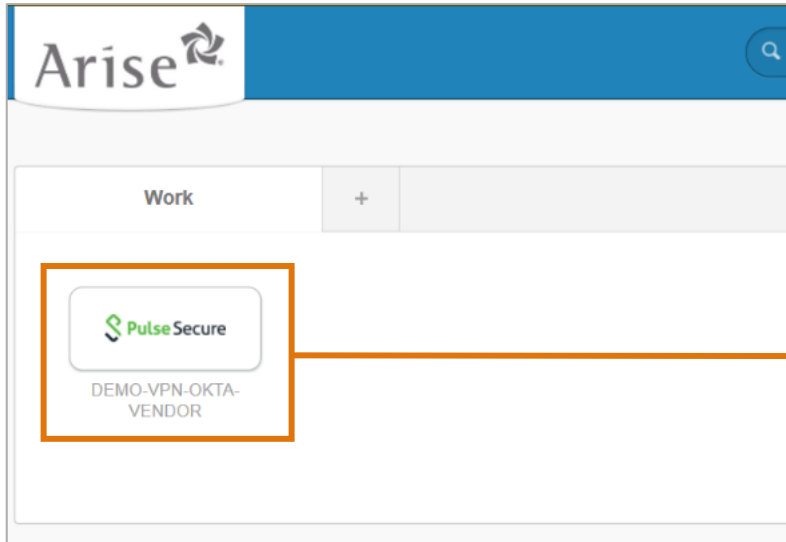 Arise
Work
+
Pulse Secure
DEMO-VPN-OKTA-
VENDOR